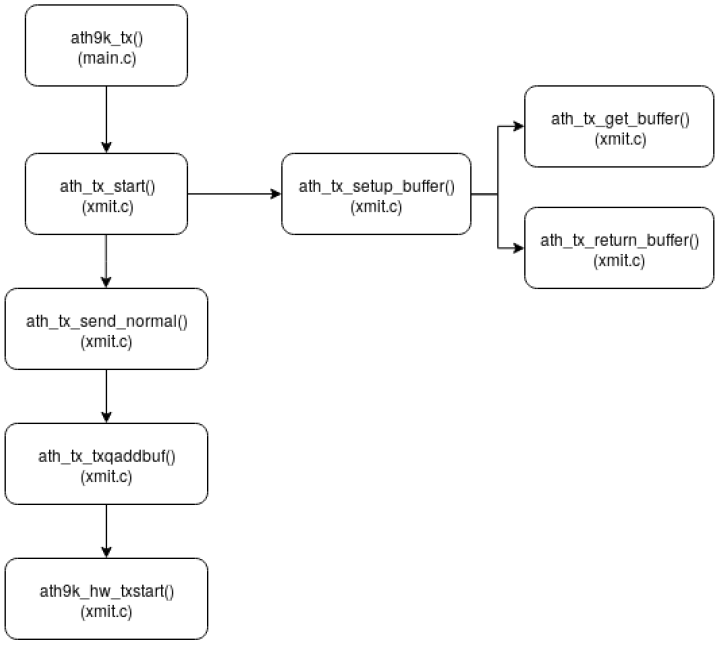 ath9k_tx()
(main.c)
ath_tx_start()
(xmit.c)
ath_tx_setup_buffer()
(xmit.c)
ath_tx_get_buffer()
(xmit.c)
ath_tx_return_buffer()
(xmit.c)
ath_tx_send_normal()
(xmit.c)
ath_tx_txqaddbuf()
(xmit.c)
ath9k_hw_txstart()
(xmit.c)